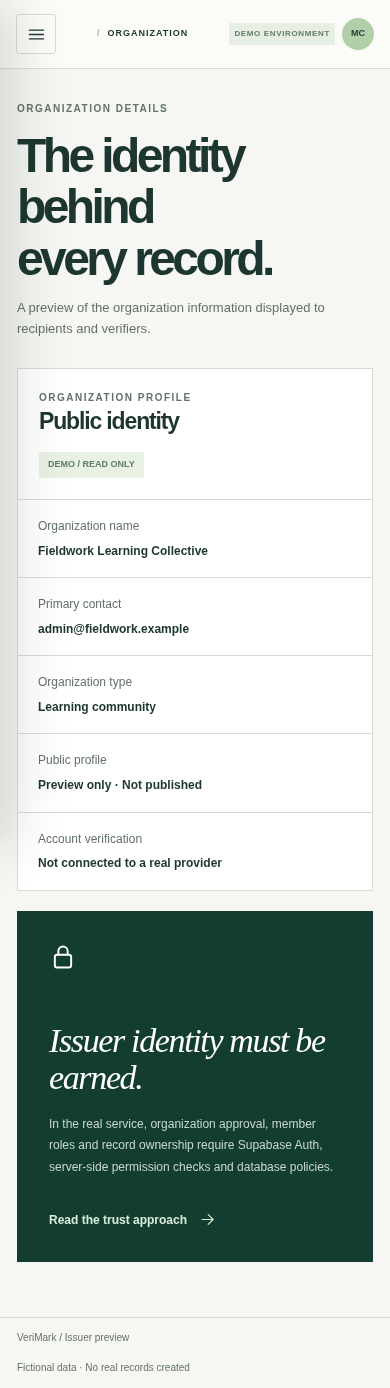 / ORGANIZATION
DEMO ENVIRONMENT
MC
ORGANIZATION DETAILS
The identity
behind
every record.
A preview of the organization information displayed to
recipients and verifiers.
ORGANIZATION PROFILE
Public identity
DEMO / READ ONLY
Organization name
Fieldwork Learning Collective
Primary contact
admin@fieldwork.example
Organization type
Learning community
Public profile
Preview only · Not published
Account verification
Not connected to a real provider
Issuer identity must be
earned.
In the real service, organization approval, member
roles and record ownership require Supabase Auth,
server-side permission checks and database policies.
Read the trust approach
VeriMark / Issuer preview
Fictional data · No real records created